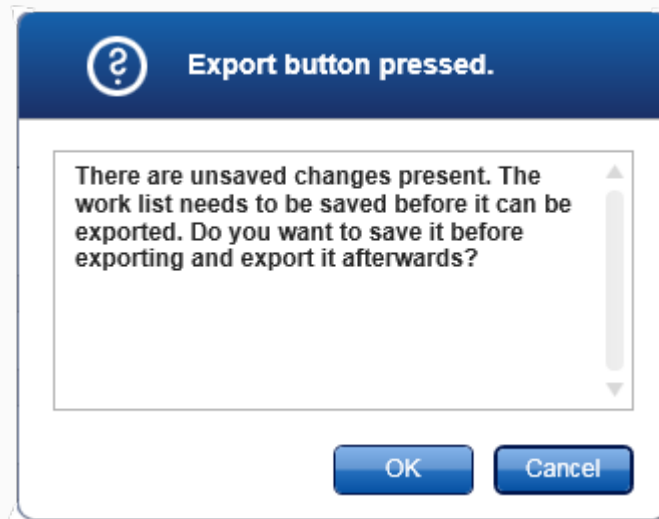 Export button pressed.
There are unsaved changes present. The
work list needs to be saved before it can be
exported. Do you want to save it before
exporting and export it afterwards?
OK
Cancel